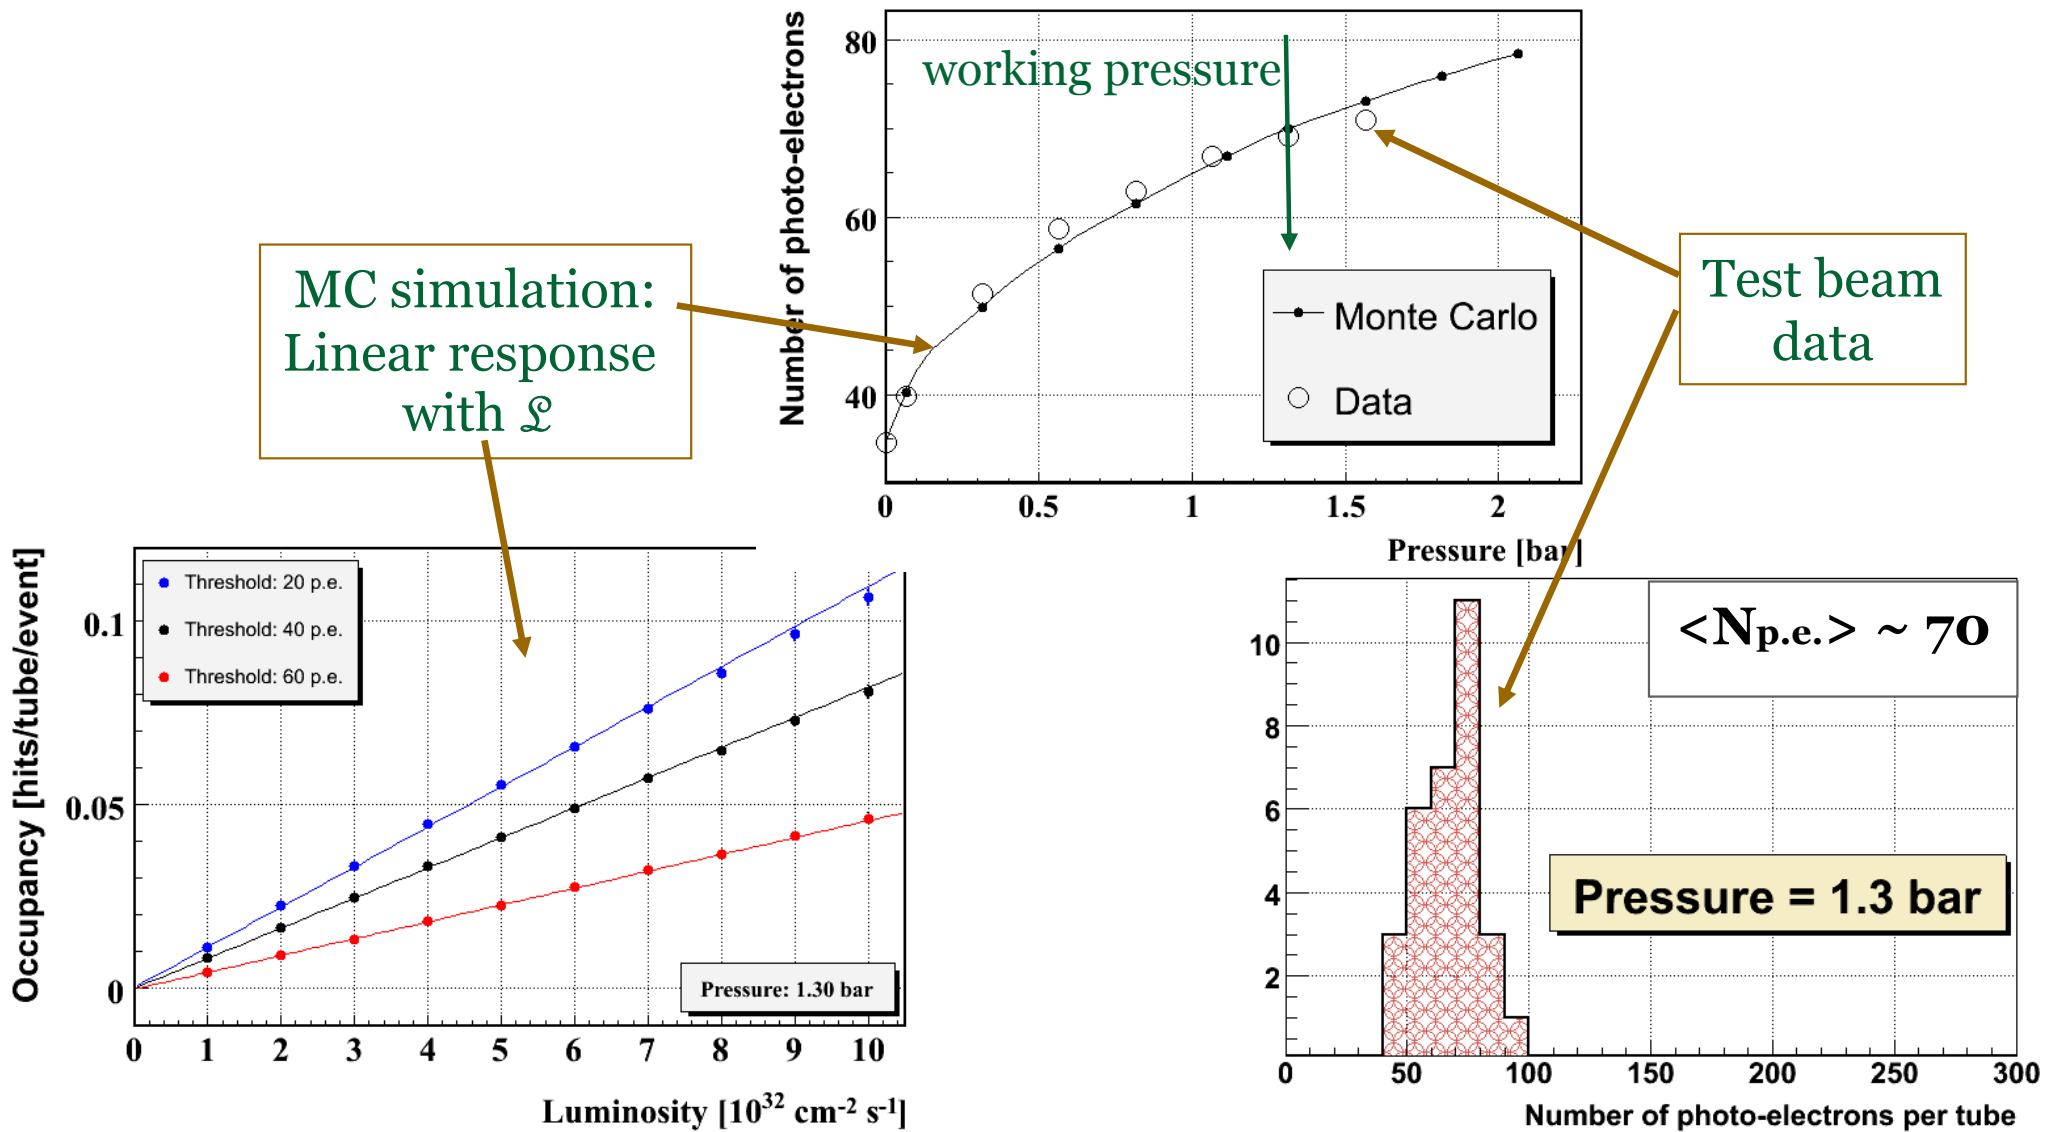 Number of photo-electrons
80
60
40
working pressure
Monte Carlo
Data
0 0.5 1 1.5 2
Pressure [bar]
MC simulation:
Linear response
with ℒ
Test beam
data
Occupancy [hits/tube/event]
0.1
0.05
0
Threshold: 20 p.e.
Threshold: 40 p.e.
Threshold: 60 p.e.
Pressure: 1.30 bar
0 1 2 3 4 5 6 7 8 9 10
Luminosity [10³² cm⁻² s⁻¹]
<Np.e.> ~ 70
10
8
6
4
2
Pressure = 1.3 bar
0 50 100 150 200 250 300
Number of photo-electrons per tube